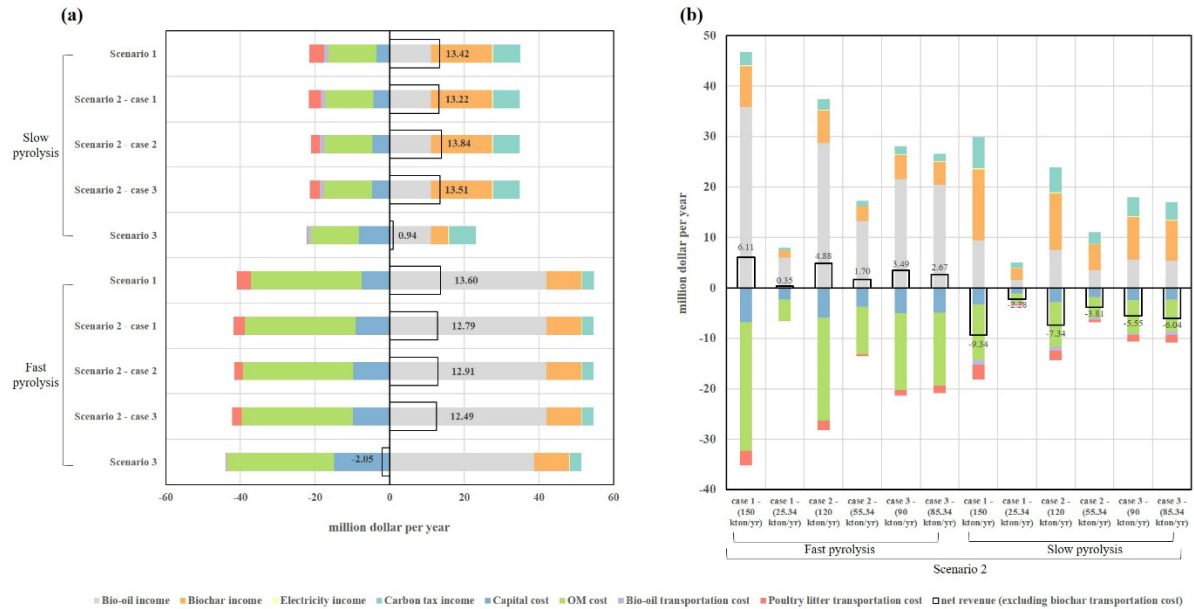 (a)
Slow
pyrolysis
Fast
pyrolysis
Scenario 1
Scenario 2 - case 1
Scenario 2 - case 2
Scenario 2 - case 3
Scenario 3
Scenario 1
Scenario 2 - case 1
Scenario 2 - case 2
Scenario 2 - case 3
Scenario 3
13.42
13.22
13.84
13.51
0.94
13.60
12.79
12.91
12.49
-2.05
-60 -40 -20 0 20 40 60
million dollar per year
(b)
million dollar per year
50
40
30
20
10
0
-10
-20
-30
-40
6.11
0.35
4.88
1.70
3.49
2.67
-9.34
-2.28
-7.34
-3.81
-5.55
-6.04
case 1 -
(150
kton/yr)
case 1 -
(25.34
kton/yr)
case 2 -
(120
kton/yr)
case 2 -
(55.34
kton/yr)
case 3 -
(90
kton/yr)
case 3 -
(85.34
kton/yr)
case 1 -
(150
kton/yr)
case 1 -
(25.34
kton/yr)
case 2 -
(120
kton/yr)
case 2 -
(55.34
kton/yr)
case 3 -
(90
kton/yr)
case 3 -
(85.34
kton/yr)
Fast pyrolysis Slow pyrolysis
Scenario 2
Bio-oil income Biochar income Electricity income Carbon tax income Capital cost OM cost Bio-oil transportation cost Poultry litter transportation cost net revenue (excluding biochar transportation cost)